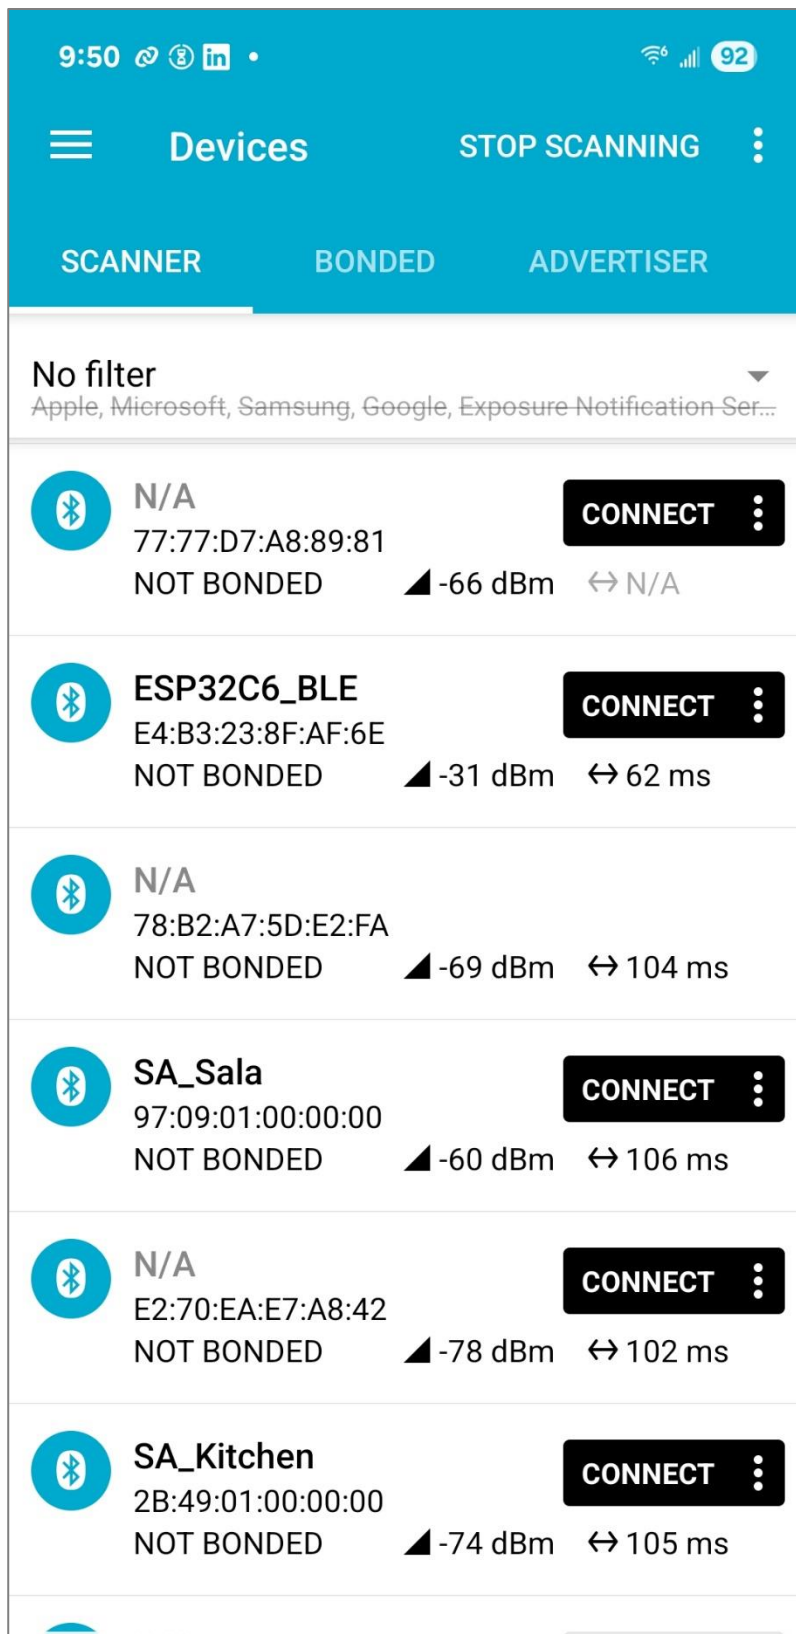 9:50 in 6 92
Devices STOP SCANNING
SCANNER BONDED ADVERTISER
No filter
Apple, Microsoft, Samsung, Google, Exposure Notification Ser...
N/A CONNECT
77:77:D7:A8:89:81
NOT BONDED -66 dBm N/A
ESP32C6_BLE CONNECT
E4:B3:23:8F:AF:6E
NOT BONDED -31 dBm 62 ms
N/A
78:B2:A7:5D:E2:FA
NOT BONDED -69 dBm 104 ms
SA_Sala CONNECT
97:09:01:00:00:00
NOT BONDED -60 dBm 106 ms
N/A CONNECT
E2:70:EA:E7:A8:42
NOT BONDED -78 dBm 102 ms
SA_Kitchen CONNECT
2B:49:01:00:00:00
NOT BONDED -74 dBm 105 ms